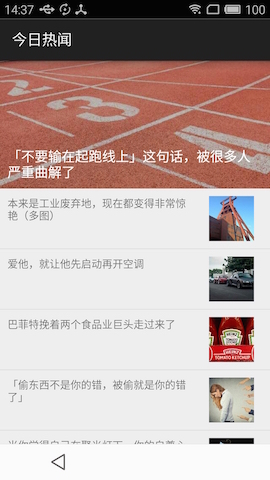 14:37
100
今日热闻
「不要输在起跑线上」这句话，被很多人
严重曲解了
本来是工业废弃地，现在都变得非常惊
艳（多图）
爱他，就让他先启动再开空调
巴菲特挽着两个食品业巨头走过来了
HEINZ
TOMATO KETCHUP
「偷东西不是你的错，被偷就是你的错
了」